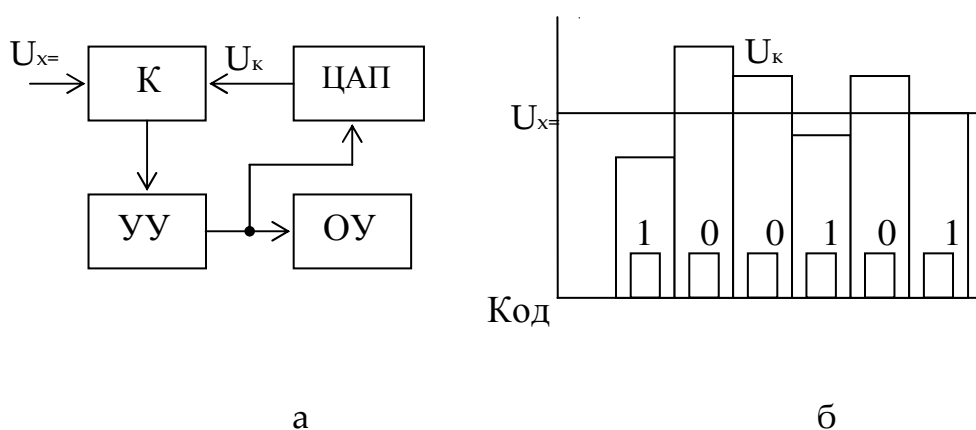 Uх=
К
Uк
ЦАП
УУ
ОУ
а
Uк
Uх=
1 0 0 1 0 1
Код
б